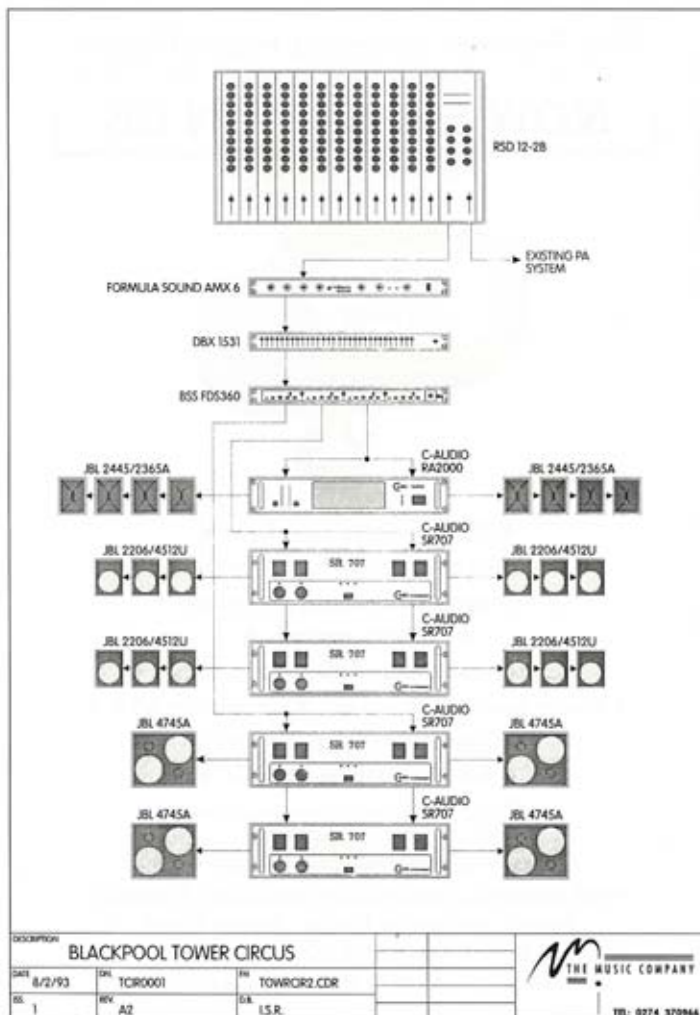 RSD 12-2B
EXISTING PA
SYSTEM
FORMULA SOUND AMX 6
DBX 1531
BSS FDS360
C-AUDIO
RA2000
JBL 2445/2365A
JBL 2445/2365A
C-AUDIO
SR707
JBL 2206/4512U
SR 707
JBL 2206/4512U
C-AUDIO
SR707
JBL 2206/4512U
SR 707
JBL 2206/4512U
C-AUDIO
SR707
JBL 4745A
SR 707
JBL 4745A
C-AUDIO
SR707
JBL 4745A
SR 707
JBL 4745A
DESCRIPTION
BLACKPOOL TOWER CIRCUS
DATE 8/2/93
TCIR0001
TOWRCIR2.CDR
ISS. 1
REV. A2
I.S.R.
THE MUSIC COMPANY
TEL: 0274 370966